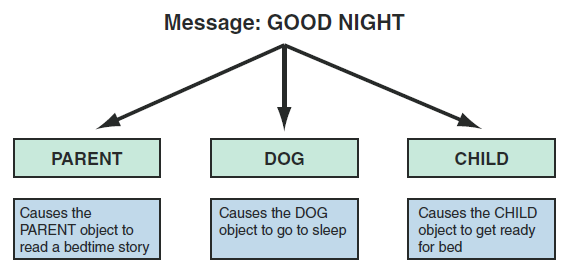 Message: GOOD NIGHT
PARENT
DOG
CHILD
Causes the
PARENT object to
read a bedtime story
Causes the DOG
object to go to sleep
Causes the CHILD
object to get ready
for bed